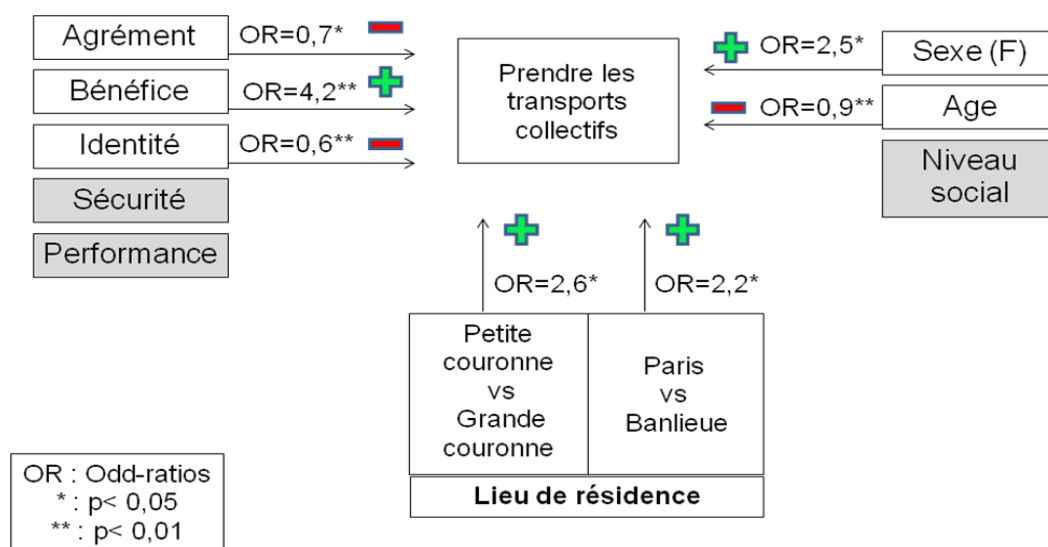 Agrément
OR=0,7*
Bénéfice
OR=4,2**
Identité
OR=0,6**
Sécurité
Performance
Prendre les
transports
collectifs
OR=2,5*
Sexe (F)
OR=0,9**
Age
Niveau
social
OR=2,6*
OR=2,2*
Petite
couronne
vs
Grande
couronne
Paris
vs
Banlieue
Lieu de résidence
OR : Odd-ratios
* : p< 0,05
** : p< 0,01